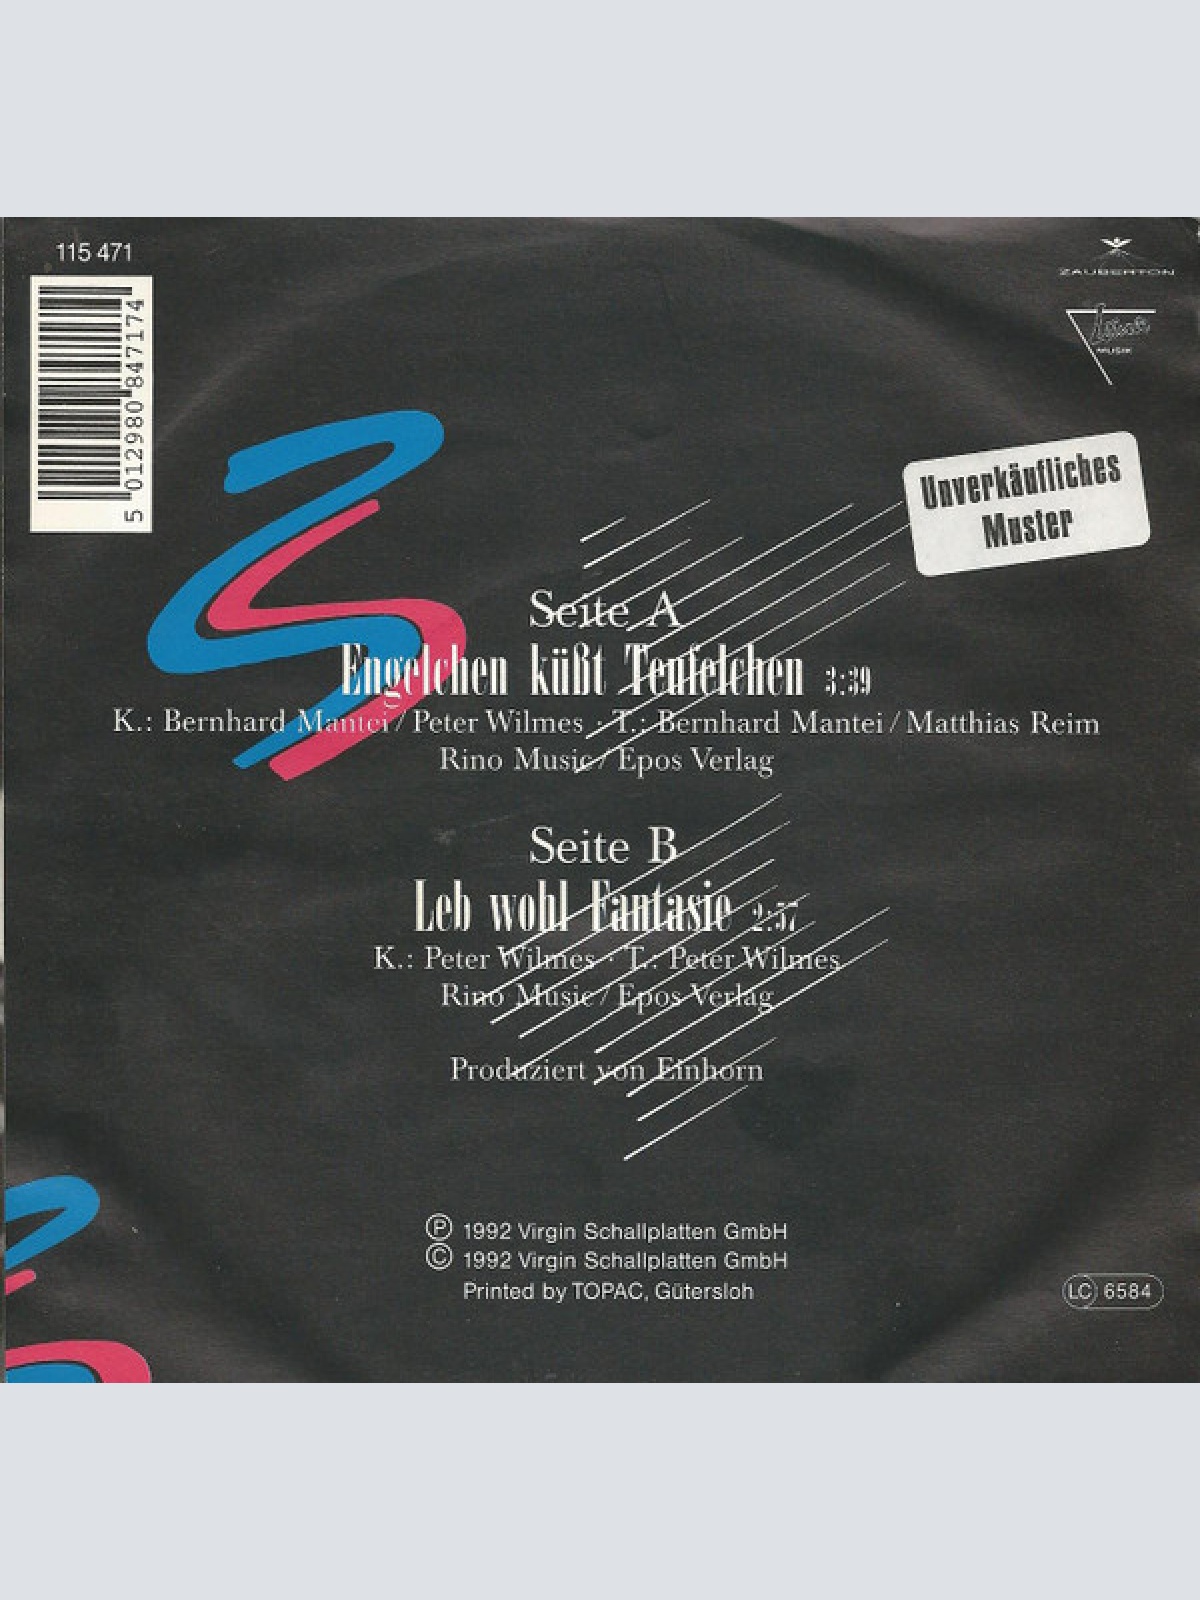 115 471
5 012980 847174
ZAUBERTON
MUSIK
Unverkäufliches
Muster
Seite A
Engelchen küßt Teufelchen 3:39
K.: Bernhard Mantei / Peter Wilmes · T.: Bernhard Mantei / Matthias Reim
Rino Music / Epos Verlag
Seite B
Leb wohl Fantasie 2:57
K.: Peter Wilmes · T.: Peter Wilmes
Rino Music / Epos Verlag
Produziert von Einhorn
Ⓟ 1992 Virgin Schallplatten GmbH
© 1992 Virgin Schallplatten GmbH
Printed by TOPAC, Gütersloh
LC 6584